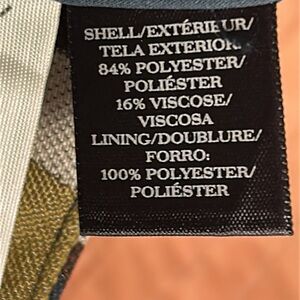 SHELL/EXTÉRIEUR/
TELA EXTERIOR:
84% POLYESTER/
POLIÉSTER
16% VISCOSE/
VISCOSA
LINING/DOUBLURE/
FORRO:
100% POLYESTER/
POLIÉSTER